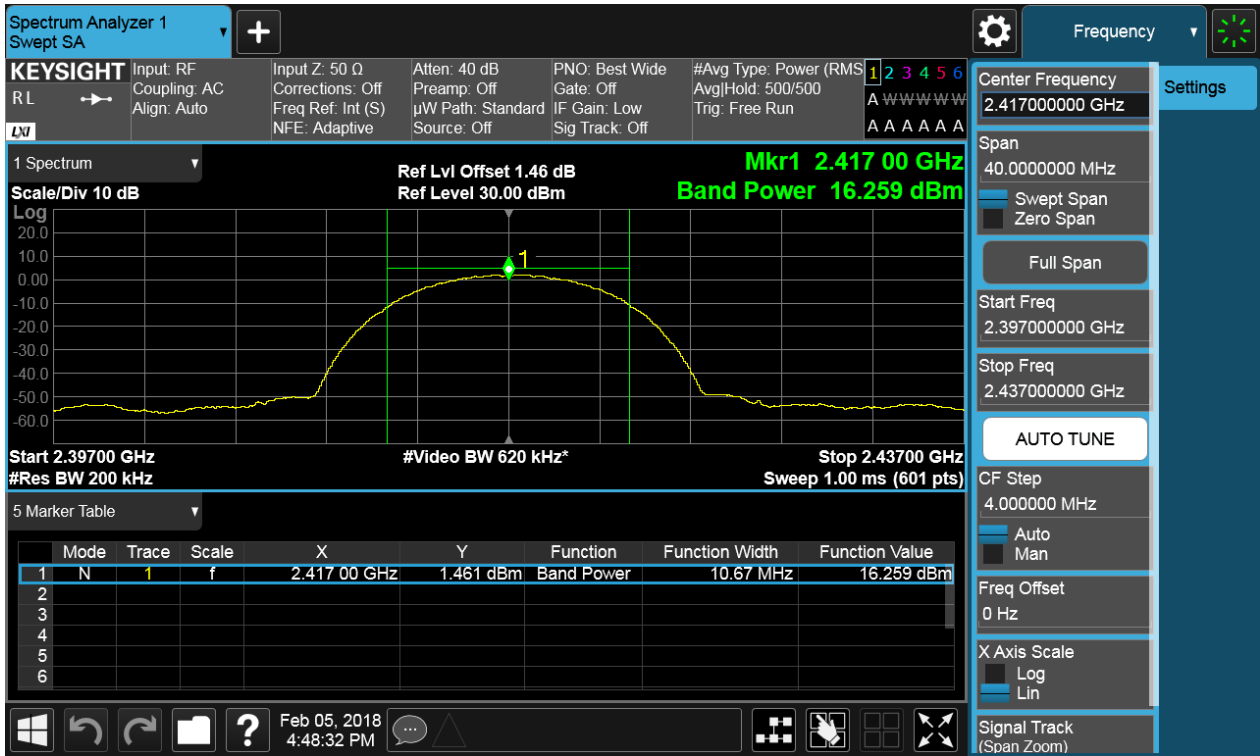 Spectrum Analyzer 1
Swept SA
Frequency
KEYSIGHT
R L
LXI
Input: RF
Coupling: AC
Align: Auto
Input Z: 50 Ω
Corrections: Off
Freq Ref: Int (S)
NFE: Adaptive
Atten: 40 dB
Preamp: Off
µW Path: Standard
Source: Off
PNO: Best Wide
Gate: Off
IF Gain: Low
Sig Track: Off
#Avg Type: Power (RMS
Avg|Hold: 500/500
Trig: Free Run
1 2 3 4 5 6
A W W W W W
A A A A A A
1 Spectrum
Scale/Div 10 dB
Ref Lvl Offset 1.46 dB
Ref Level 30.00 dBm
Mkr1 2.417 00 GHz
Band Power 16.259 dBm
Log
20.0
10.0
0.00
-10.0
-20.0
-30.0
-40.0
-50.0
-60.0
1
Start 2.39700 GHz
#Res BW 200 kHz
#Video BW 620 kHz*
Stop 2.43700 GHz
Sweep 1.00 ms (601 pts)
5 Marker Table
Mode Trace Scale X Y Function Function Width Function Value
1 N 1 f 2.417 00 GHz 1.461 dBm Band Power 10.67 MHz 16.259 dBm
2
3
4
5
6
Feb 05, 2018
4:48:32 PM
Center Frequency
2.417000000 GHz
Settings
Span
40.0000000 MHz
Swept Span
Zero Span
Full Span
Start Freq
2.397000000 GHz
Stop Freq
2.437000000 GHz
AUTO TUNE
CF Step
4.000000 MHz
Auto
Man
Freq Offset
0 Hz
X Axis Scale
Log
Lin
Signal Track
(Span Zoom)